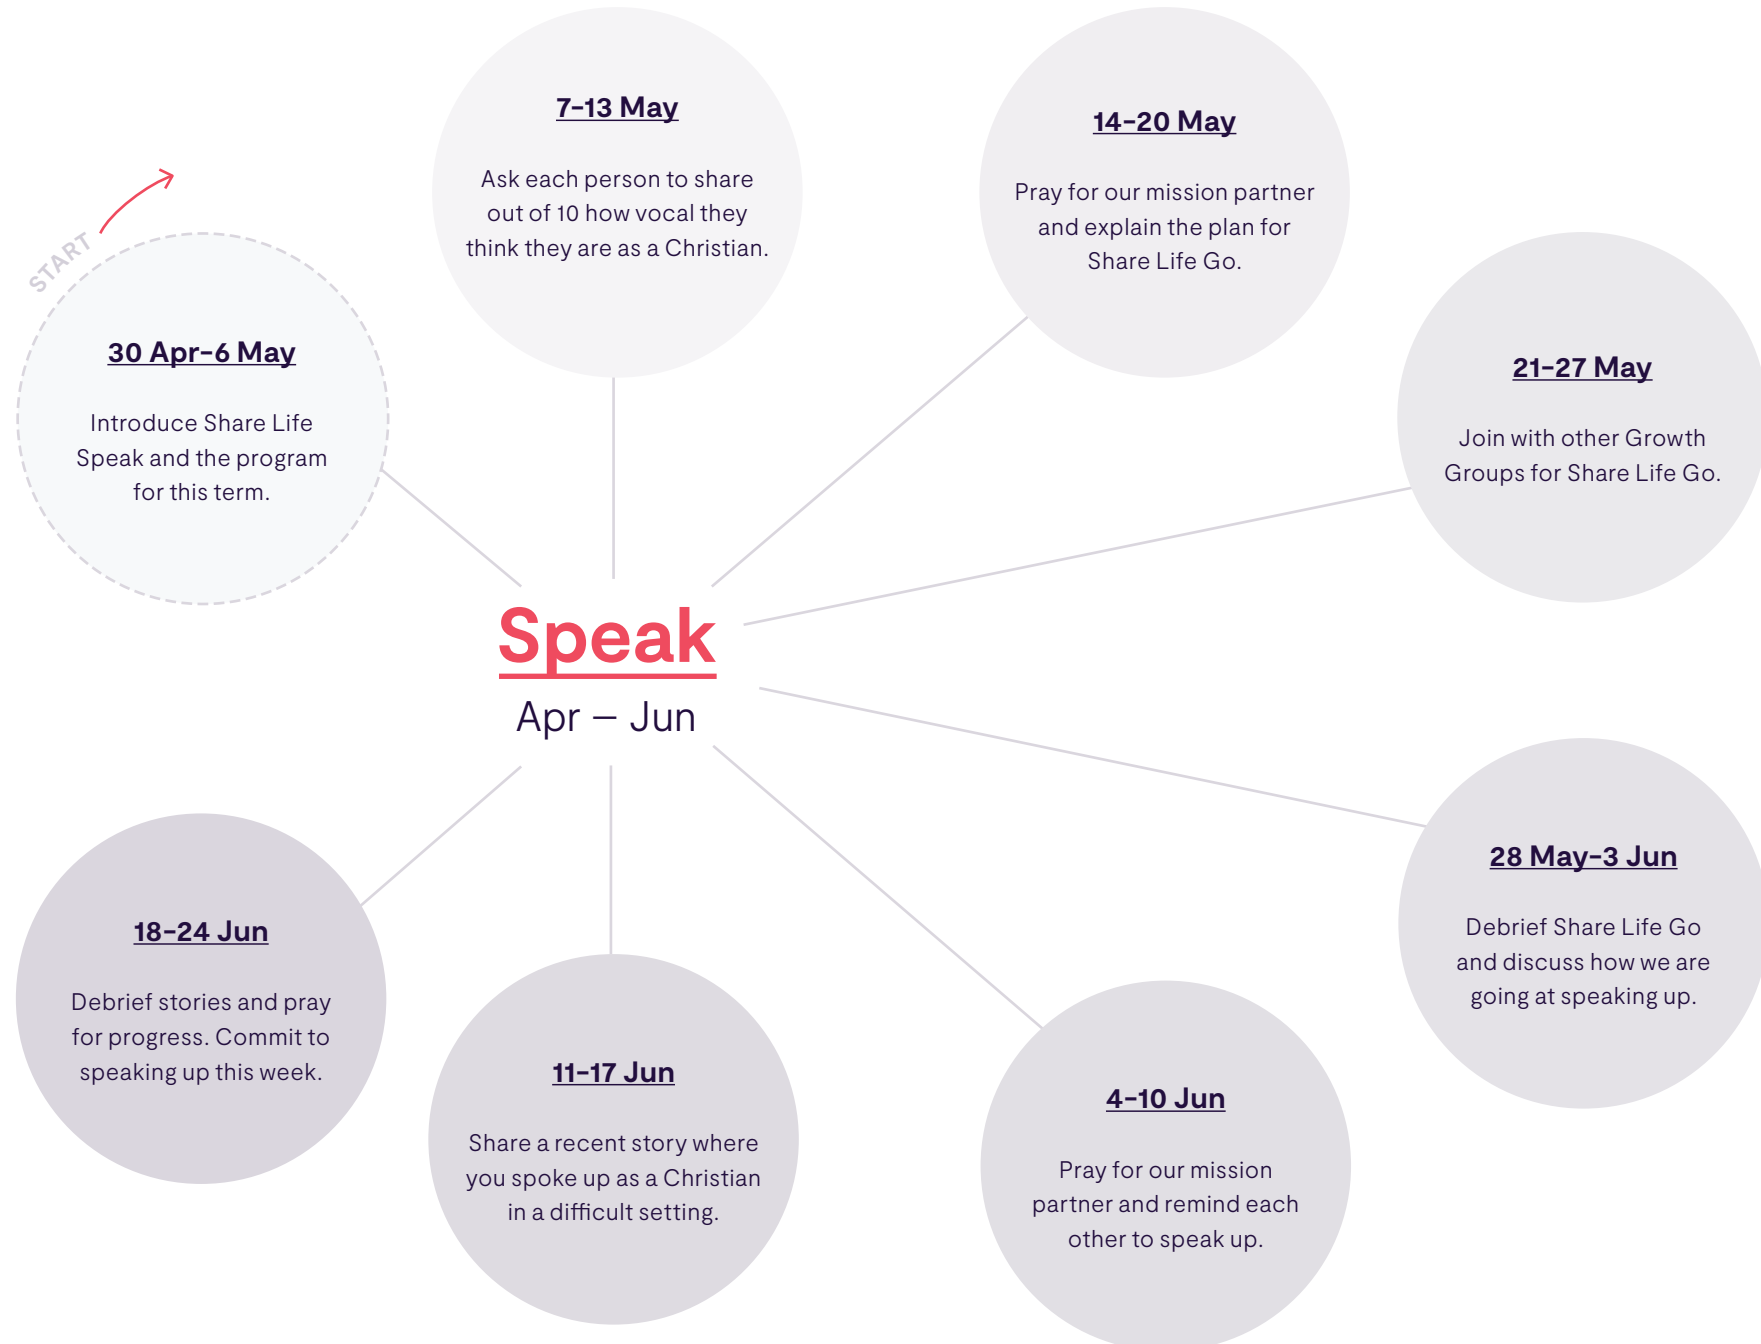 START
30 Apr–6 May
Introduce Share Life
Speak and the program
for this term.
7–13 May
Ask each person to share
out of 10 how vocal they
think they are as a Christian.
14–20 May
Pray for our mission partner
and explain the plan for
Share Life Go.
21–27 May
Join with other Growth
Groups for Share Life Go.
Speak
Apr – Jun
28 May–3 Jun
Debrief Share Life Go
and discuss how we are
going at speaking up.
4–10 Jun
Pray for our mission
partner and remind each
other to speak up.
11–17 Jun
Share a recent story where
you spoke up as a Christian
in a difficult setting.
18–24 Jun
Debrief stories and pray
for progress. Commit to
speaking up this week.